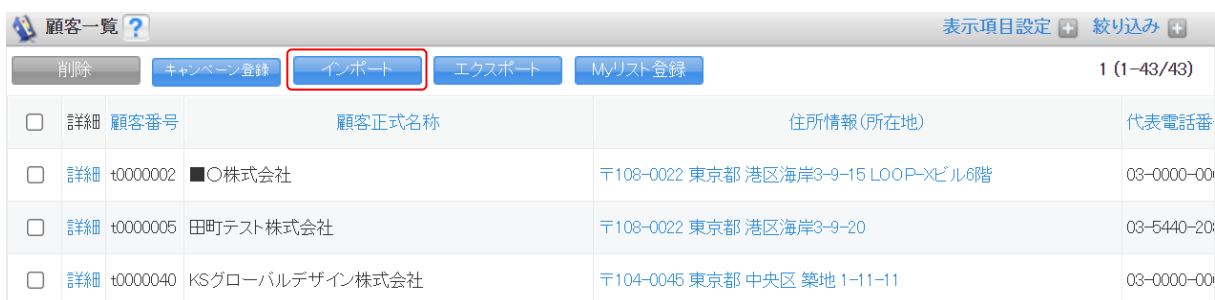 顧客一覧 ? 表示項目設定 絞り込み
削除 キャンペーン登録 インポート エクスポート Myリスト登録 1 (1-43/43)
詳細 顧客番号 顧客正式名称 住所情報(所在地) 代表電話番
詳細 t0000002 ■○株式会社 〒108-0022 東京都 港区海岸3-9-15 LOOP-Xビル6階 03-0000-00
詳細 t0000005 田町テスト株式会社 〒108-0022 東京都 港区海岸3-9-20 03-5440-20
詳細 t0000040 KSグローバルデザイン株式会社 〒104-0045 東京都 中央区 築地 1-11-11 03-0000-00